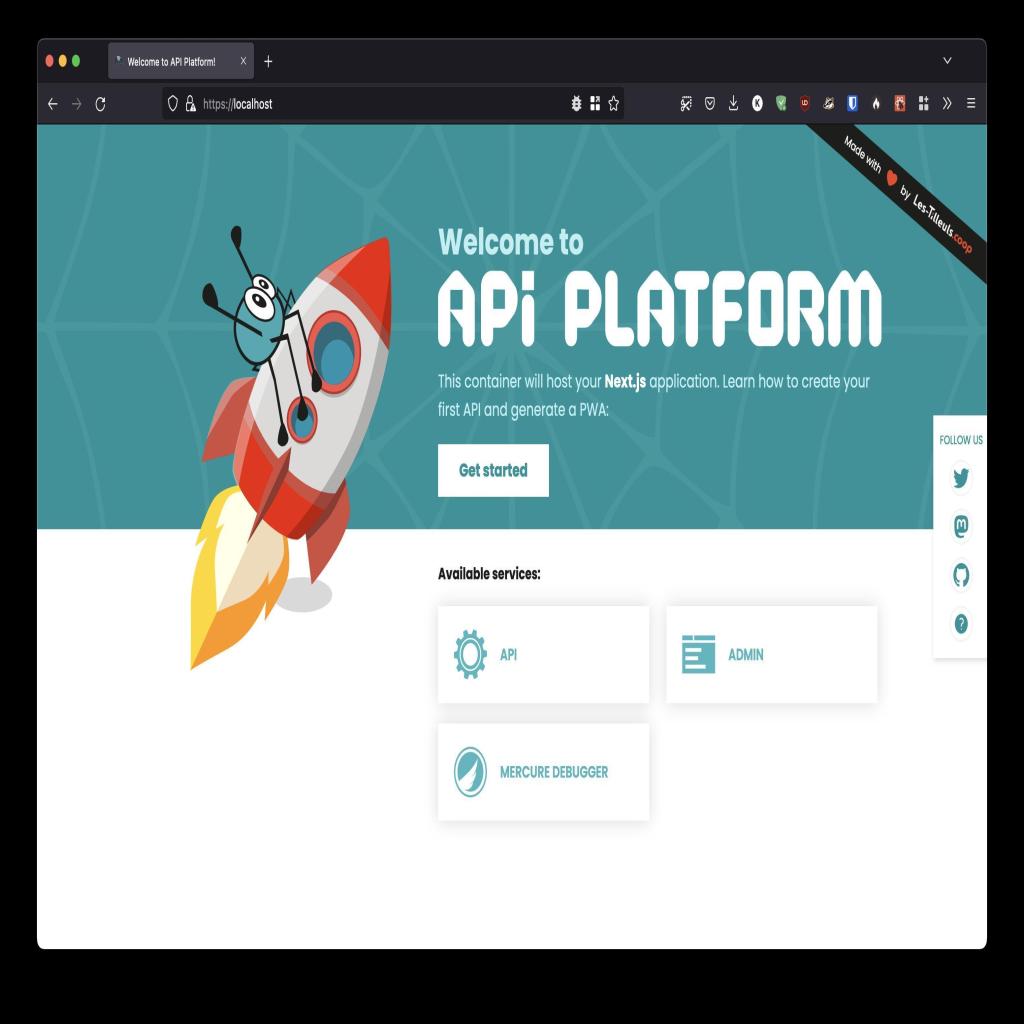 Welcome to API Platform!
https://localhost
Made with by Les-Tilleuls.coop
Welcome to
APi PLATFORM
This container will host your Next.js application. Learn how to create your
first API and generate a PWA:
Get started
FOLLOW US
Available services:
API
ADMIN
MERCURE DEBUGGER